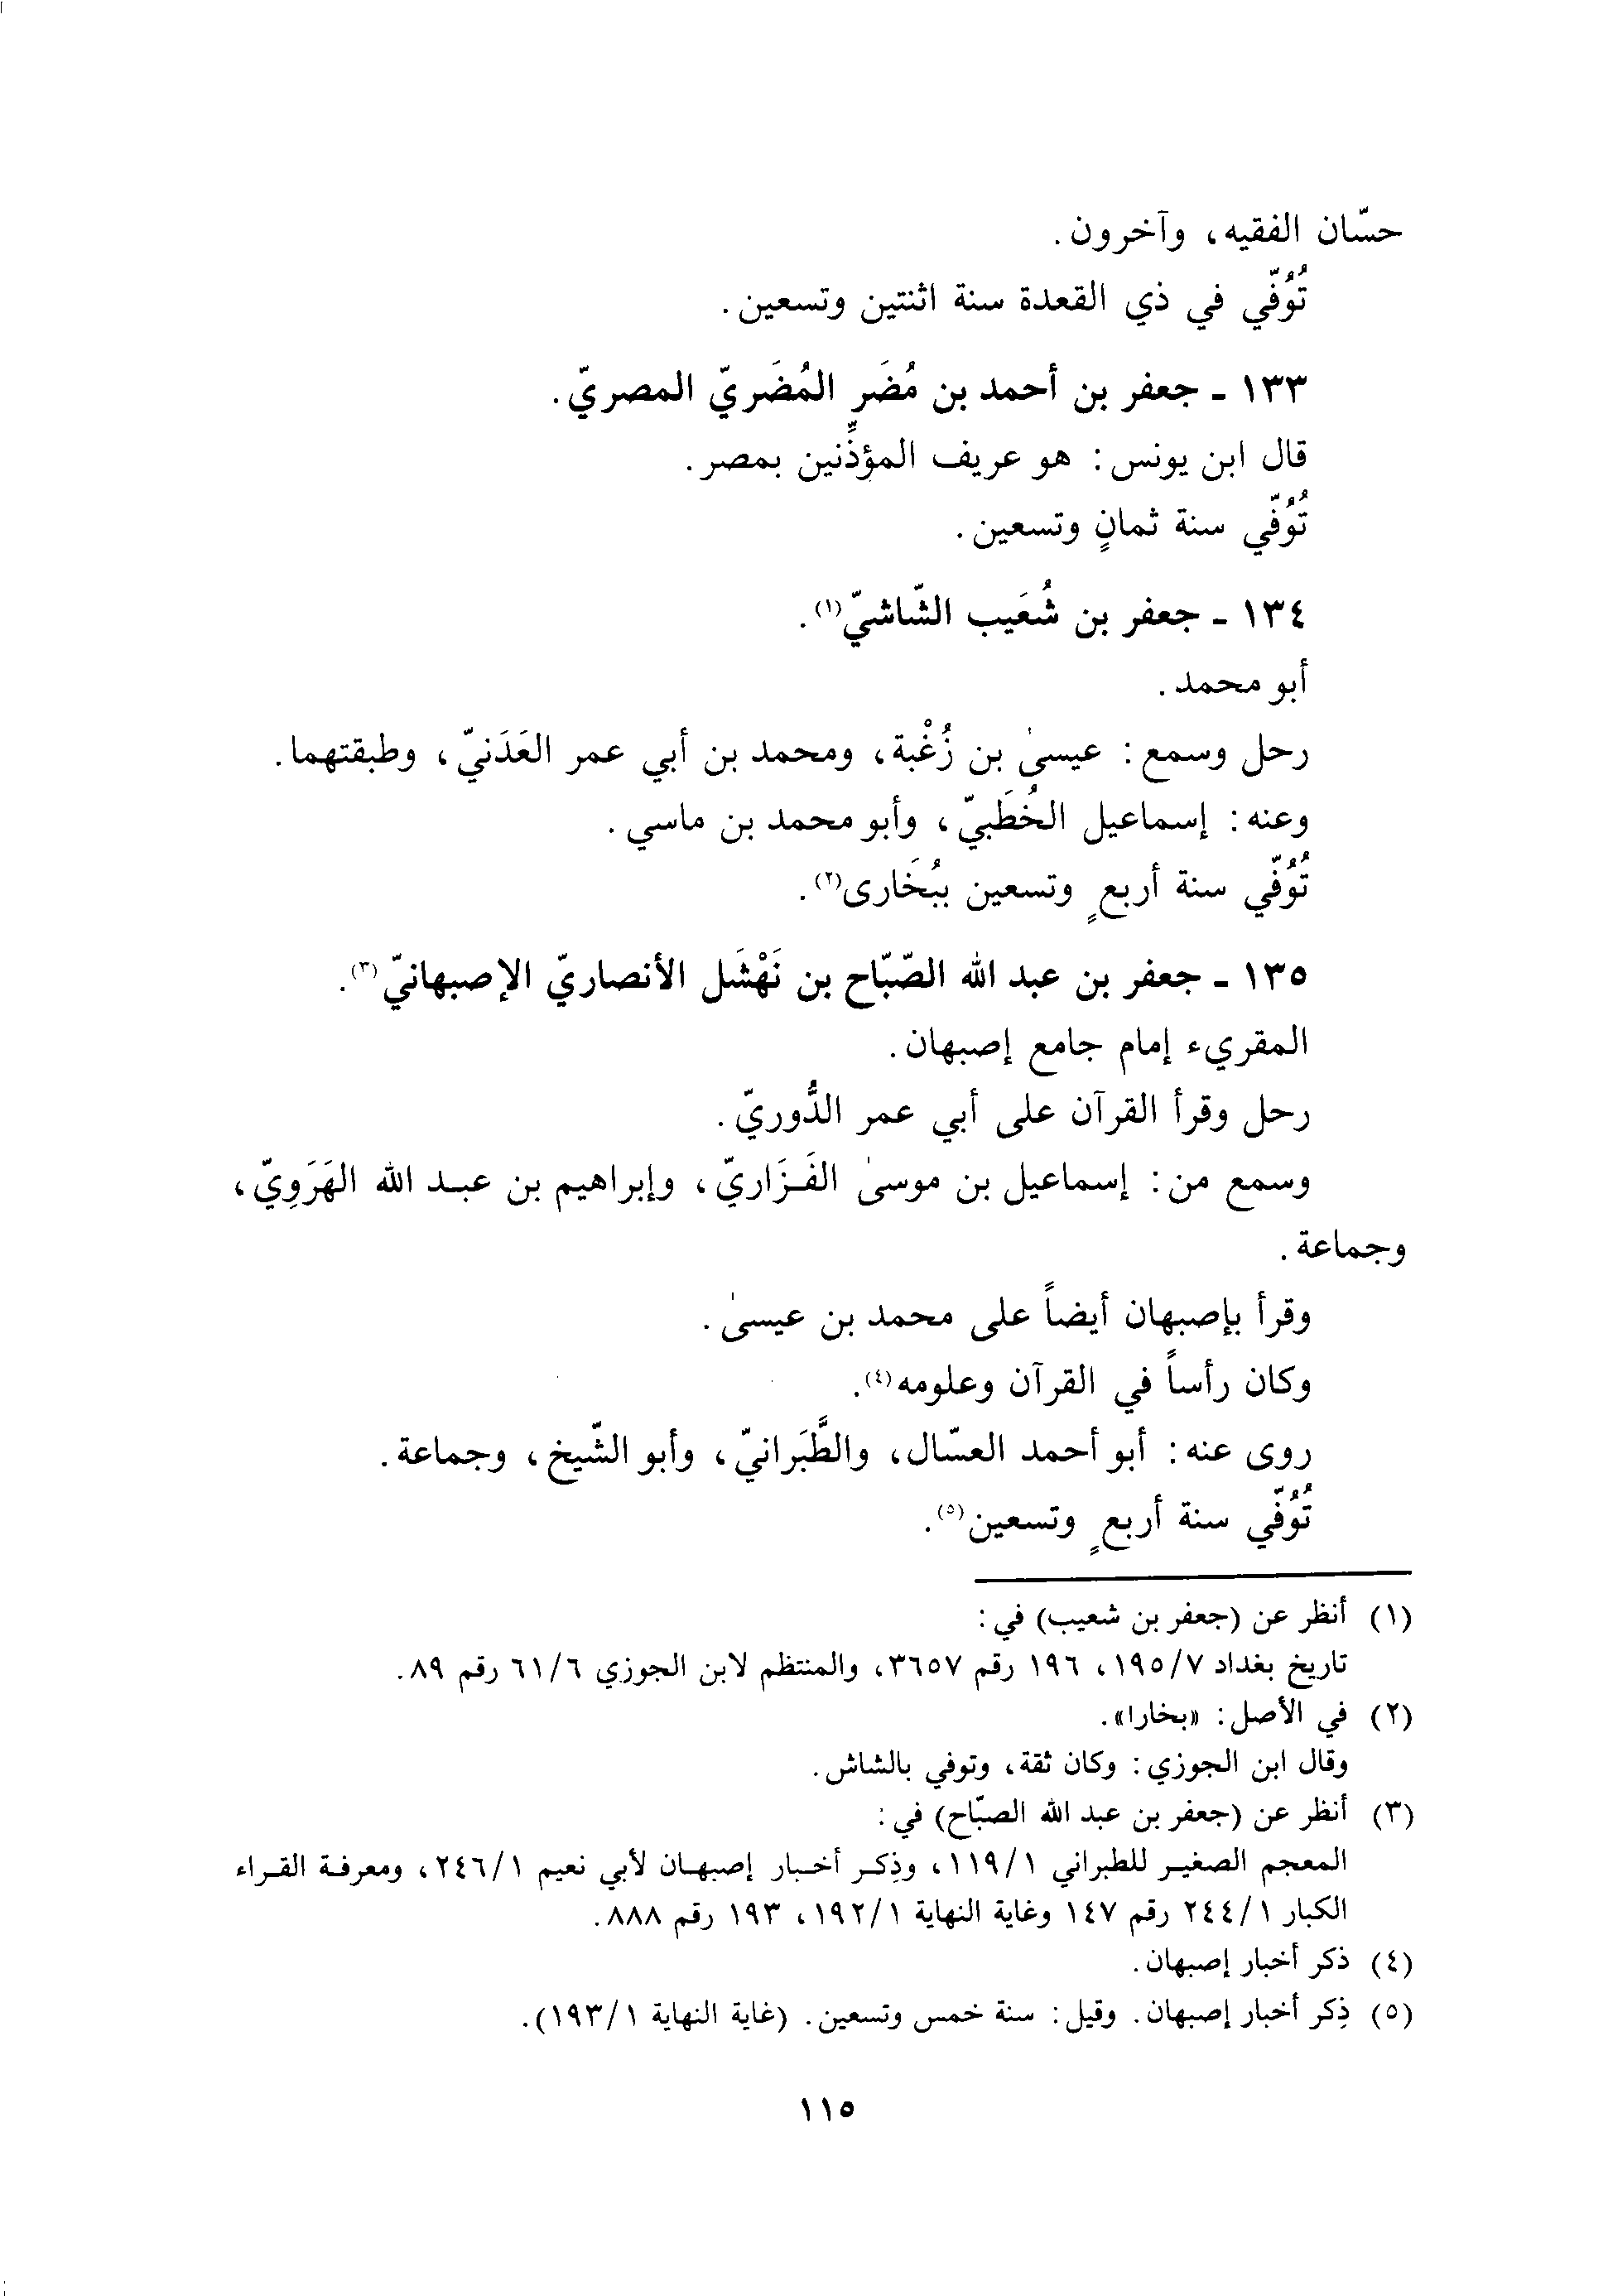 حسّان الفقيه، وآخرون.
تُوُفّي في ذي القعدة سنة اثنتين وتسعين.
١٣٣ ـ جعفر بن أحمد بن مُضَر المُضَريّ المصريّ.
قال ابن يونس: هو عريف المؤذِّنين بمصر.
تُوُفّي سنة ثمانٍ وتسعين.
١٣٤ ـ جعفر بن شُعَيب الشّاشيّ(١).
أبو محمد.
رحل وسمع: عيسىٰ بن زُغْبة، ومحمد بن أبي عمر العَدَنيّ، وطبقتهما.
وعنه: إسماعيل الخُطَبيّ، وأبو محمد بن ماسي.
تُوُفّي سنة أربعٍ وتسعين ببُخَارى(٢).
١٣٥ ـ جعفر بن عبد الله الصّبّاح بن نَهْشَل الأنصاريّ الإصبهانيّ(٣).
المقريء إمام جامع إصبهان.
رحل وقرأ القرآن على أبي عمر الدُّوريّ.
وسمع من: إسماعيل بن موسىٰ الفَزَاريّ، وإبراهيم بن عبد الله الهَرَوِيّ،
وجماعة.
وقرأ بإصبهان أيضاً على محمد بن عيسىٰ.
وكان رأساً في القرآن وعلومه(٤).
روى عنه: أبو أحمد العسّال، والطَّبَرانيّ، وأبو الشّيخ، وجماعة.
تُوُفّي سنة أربعٍ وتسعين(٥).
(١) أنظر عن (جعفر بن شعيب) في:
تاريخ بغداد ١٩٥/٧، ١٩٦ رقم ٣٦٥٧، والمنتظم لابن الجوزي ٦١/٦ رقم ٨٩.
(٢) في الأصل: «بخارا».
وقال ابن الجوزي: وكان ثقة، وتوفي بالشاش.
(٣) أنظر عن (جعفر بن عبد الله الصبّاح) في:
المعجم الصغير للطبراني ١١٩/١، وذِكر أخبار إصبهان لأبي نعيم ٢٤٦/١، ومعرفة القراء
الكبار ٢٤٤/١ رقم ١٤٧ وغاية النهاية ١٩٢/١، ١٩٣ رقم ٨٨٨.
(٤) ذكر أخبار إصبهان.
(٥) ذِكر أخبار إصبهان. وقيل: سنة خمس وتسعين. (غاية النهاية ١٩٣/١).
١١٥